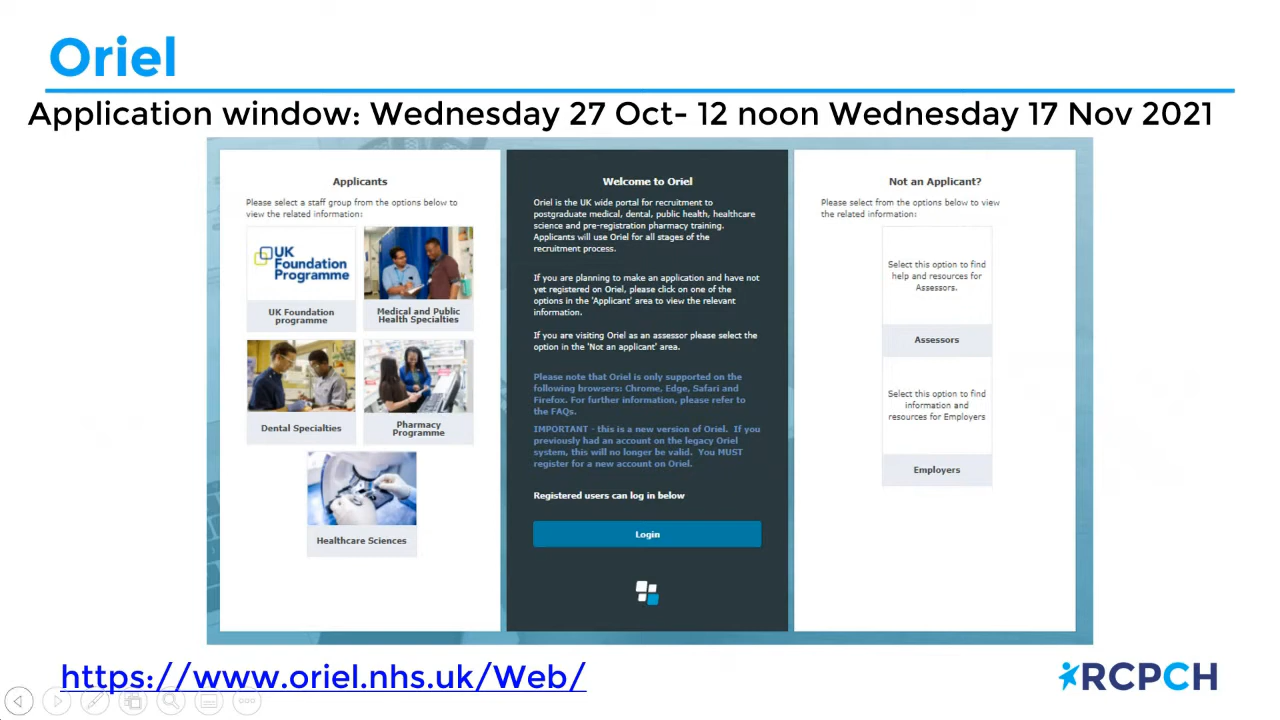 Oriel
Application window: Wednesday 27 Oct- 12 noon Wednesday 17 Nov 2021
Applicants
Please select a staff group from the options below to
view the related information:
UK
Foundation
Programme
UK Foundation
programme
Medical and Public
Health Specialties
Dental Specialties
Pharmacy
Programme
Healthcare Sciences
Welcome to Oriel
Oriel is the UK wide portal for recruitment to
postgraduate medical, dental, public health, healthcare
science and pre-registration pharmacy training.
Applicants will use Oriel for all stages of the
recruitment process.
If you are planning to make an application and have not
yet registered on Oriel, please click on one of the
options in the 'Applicant' area to view the relevant
information.
If you are visiting Oriel as an assessor please select the
option in the 'Not an applicant' area.
Please note that Oriel is only supported on the
following browsers: Chrome, Edge, Safari and
Firefox. For further information, please refer to
the FAQs.
IMPORTANT - this is a new version of Oriel. If you
previously had an account on the legacy Oriel
system, this will no longer be valid. You MUST
register for a new account on Oriel.
Registered users can log in below
Login
Not an Applicant?
Please select from the options below to view
the related information:
Select this option to find
help and resources for
Assessors.
Assessors
Select this option to find
information and
resources for Employers
Employers
https://www.oriel.nhs.uk/Web/
RCPCH